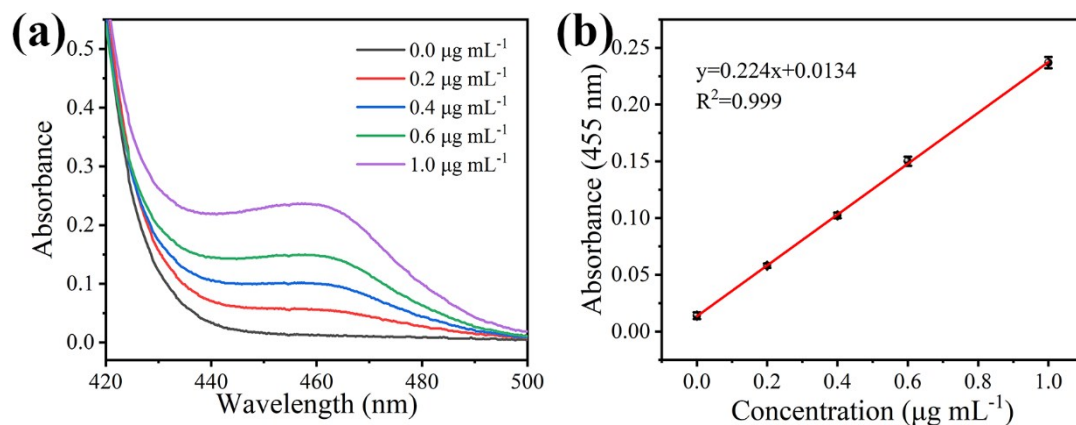 (a)
0.5
0.4
0.3
0.2
0.1
0.0
Absorbance
0.0 μg mL⁻¹
0.2 μg mL⁻¹
0.4 μg mL⁻¹
0.6 μg mL⁻¹
1.0 μg mL⁻¹
420 440 460 480 500
Wavelength (nm)
(b)
0.25
0.20
0.15
0.10
0.05
0.00
Absorbance (455 nm)
y=0.224x+0.0134
R²=0.999
0.0 0.2 0.4 0.6 0.8 1.0
Concentration (μg mL⁻¹)